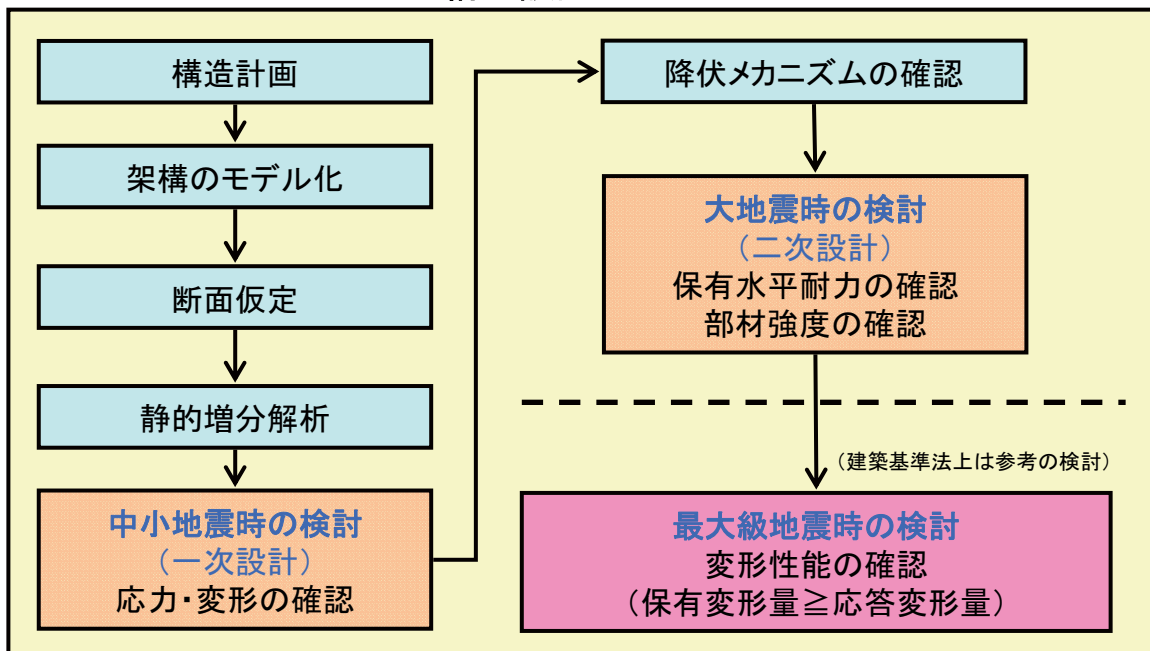 構造計画
架構のモデル化
断面仮定
静的増分解析
中小地震時の検討
（一次設計）
応力・変形の確認
降伏メカニズムの確認
大地震時の検討
（二次設計）
保有水平耐力の確認
部材強度の確認
（建築基準法上は参考の検討）
最大級地震時の検討
変形性能の確認
（保有変形量≧応答変形量）